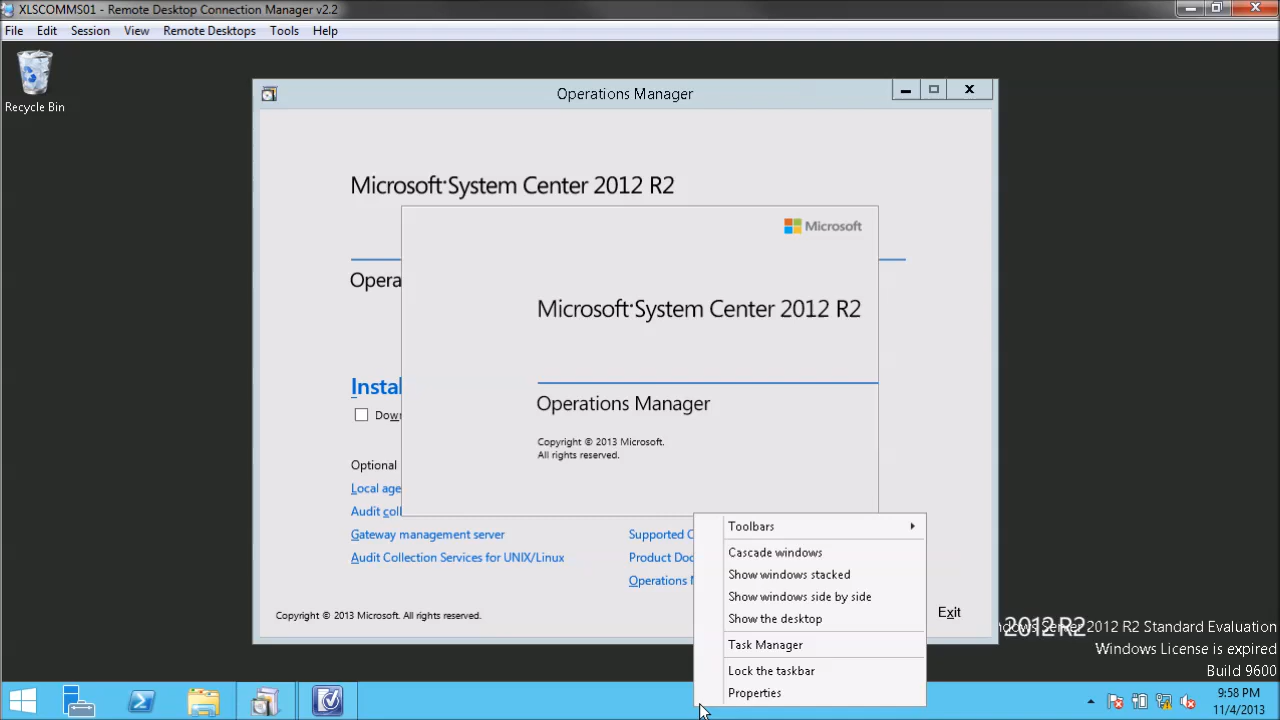 XLSCOMMS01 - Remote Desktop Connection Manager v2.2
File Edit Session View Remote Desktops Tools Help
Recycle Bin
Operations Manager
Microsoft System Center 2012 R2
Microsoft
Opera
Microsoft System Center 2012 R2
Instal
Operations Manager
Dow
Copyright © 2013 Microsoft.
All rights reserved.
Optional
Local age
Audit coll
Gateway management server
Audit Collection Services for UNIX/Linux
Supported C
Product Doc
Operations M
Copyright © 2013 Microsoft. All rights reserved.
Toolbars
Cascade windows
Show windows stacked
Show windows side by side
Show the desktop
Task Manager
Lock the taskbar
Properties
Exit
2012 R2
2012 R2 Standard Evaluation
Windows License is expired
Build 9600
9:58 PM
11/4/2013